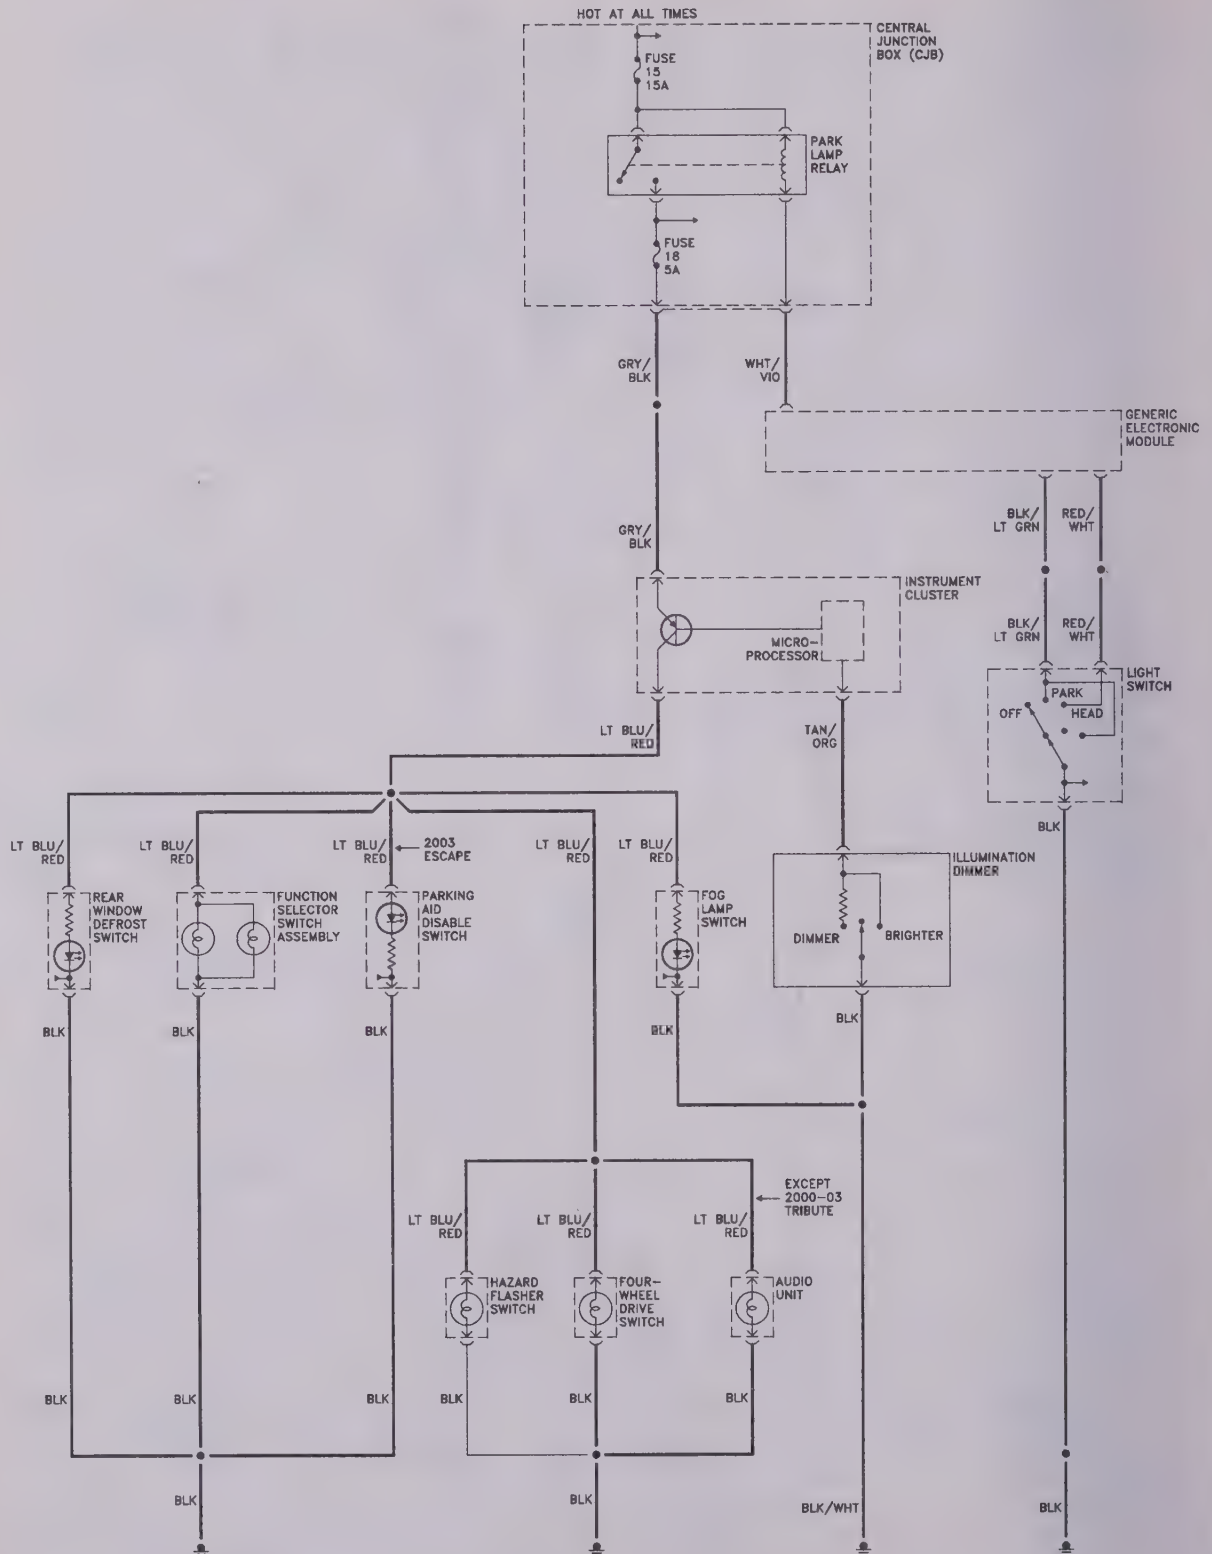 HOT AT ALL TIMES
CENTRAL
JUNCTION
BOX (CJB)
FUSE
15
15A
PARK
LAMP
RELAY
FUSE
18
5A
GRY/
BLK
WHT/
VIO
GENERIC
ELECTRONIC
MODULE
BLK/
LT GRN
RED/
WHT
GRY/
BLK
INSTRUMENT
CLUSTER
MICRO-
PROCESSOR
BLK/
LT GRN
RED/
WHT
LIGHT
SWITCH
PARK
OFF
HEAD
LT BLU/
RED
TAN/
ORG
BLK
LT BLU/
RED
LT BLU/
RED
LT BLU/
RED
2003
ESCAPE
LT BLU/
RED
LT BLU/
RED
ILLUMINATION
DIMMER
REAR
WINDOW
DEFROST
SWITCH
FUNCTION
SELECTOR
SWITCH
ASSEMBLY
PARKING
AID
DISABLE
SWITCH
FOG
LAMP
SWITCH
DIMMER
BRIGHTER
BLK
BLK
BLK
BLK
BLK
EXCEPT
2000-03
TRIBUTE
LT BLU/
RED
LT BLU/
RED
LT BLU/
RED
HAZARD
FLASHER
SWITCH
FOUR-
WHEEL
DRIVE
SWITCH
AUDIO
UNIT
BLK
BLK
BLK
BLK
BLK
BLK
BLK
BLK
BLK/WHT
BLK